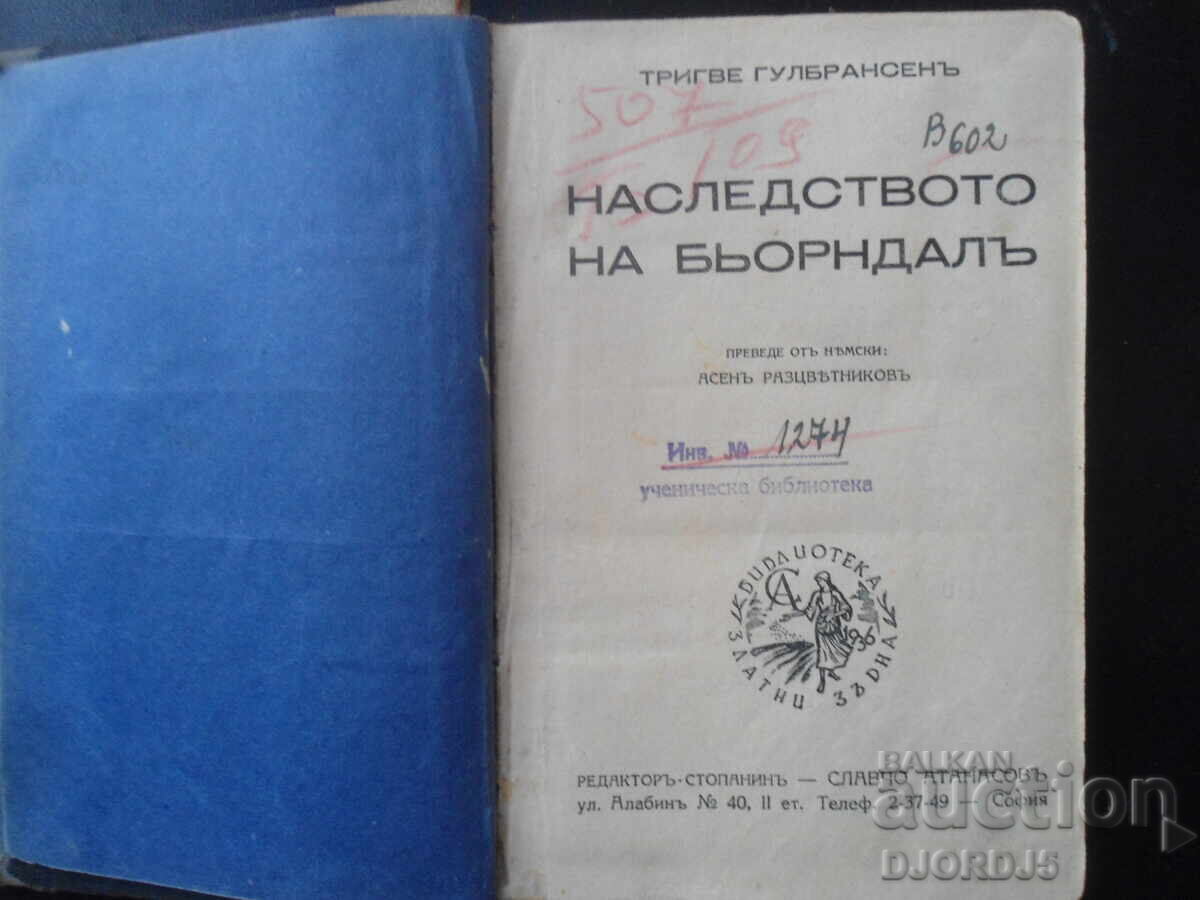 ТРИГВЕ ГУЛБРАНСЕНЪ
507
109
В602
НАСЛЕДСТВОТО
НА БЬОРНДАЛЪ
ПРЕВЕДЕ ОТЪ НѢМСКИ:
АСЕНЪ РАЗЦВѢТНИКОВЪ
Инв. № 1274
ученическа библиотека
БИБЛИОТЕКА
СА
1936
ЗЛАТНИ ЗЪРНА
РЕДАКТОРЪ-СТОПАНИНЪ — СЛАВЧО АТАНАСОВЪ
ул. Алабинъ № 40, II ет. Телеф. 2-37-49 — София
BALKAN
auction
DJORDJ5